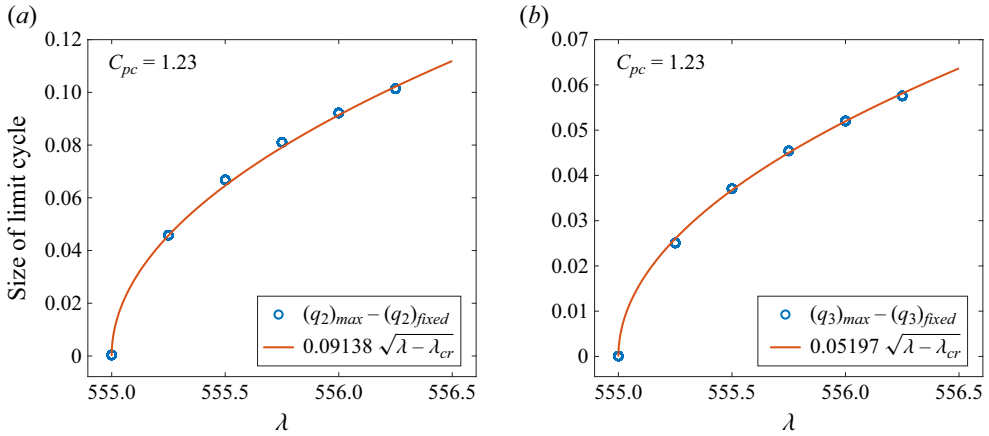 (a)
Size of limit cycle
0.12
0.10
0.08
0.06
0.04
0.02
0
C_pc = 1.23
(q_2)_max – (q_2)_fixed
0.09138 √(λ – λ_cr)
555.0 555.5 556.0 556.5
λ
(b)
0.07
0.06
0.05
0.04
0.03
0.02
0.01
0
C_pc = 1.23
(q_3)_max – (q_3)_fixed
0.05197 √(λ – λ_cr)
555.0 555.5 556.0 556.5
λ